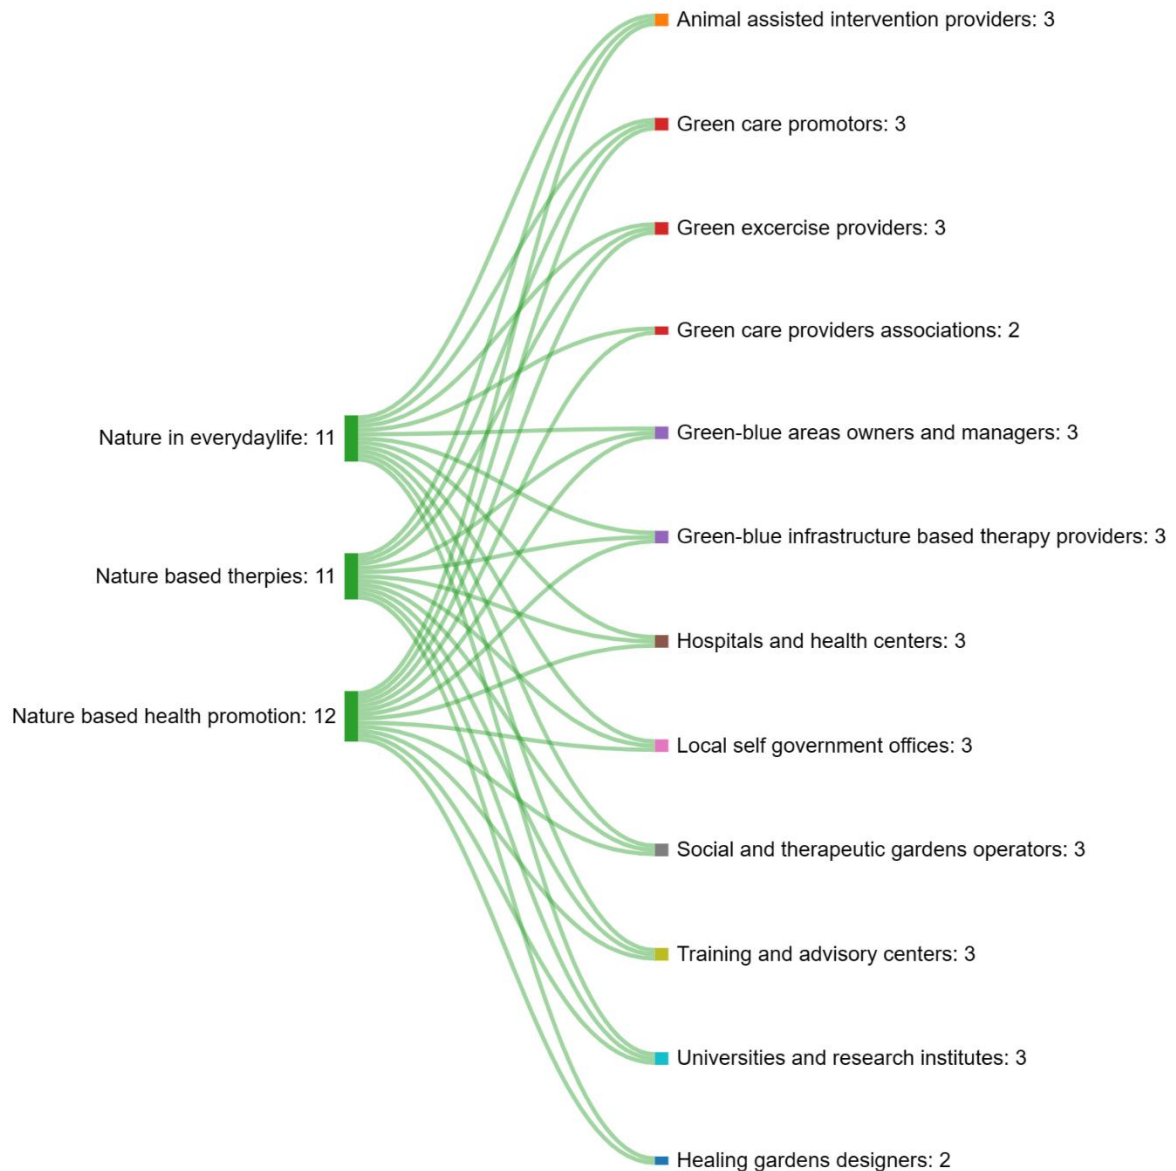 Nature in everydaylife: 11
Nature based therpies: 11
Nature based health promotion: 12
Animal assisted intervention providers: 3
Green care promotors: 3
Green excercise providers: 3
Green care providers associations: 2
Green-blue areas owners and managers: 3
Green-blue infrastructure based therapy providers: 3
Hospitals and health centers: 3
Local self government offices: 3
Social and therapeutic gardens operators: 3
Training and advisory centers: 3
Universities and research institutes: 3
Healing gardens designers: 2